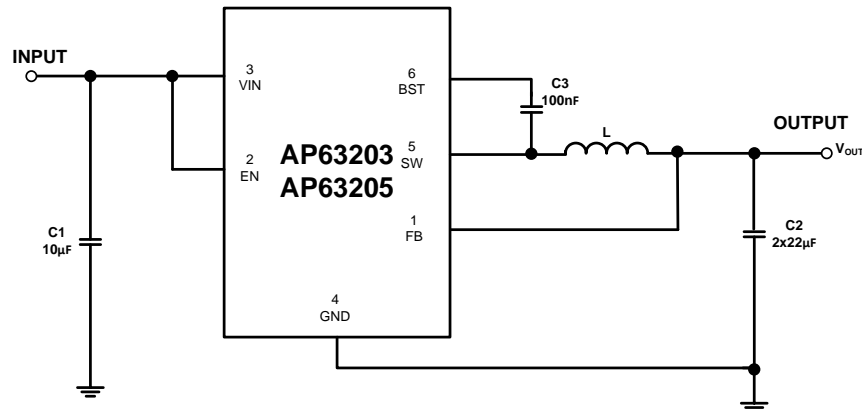 INPUT
3
VIN
2
EN
AP63203
AP63205
6
BST
5
SW
1
FB
4
GND
C1
10µF
C3
100nF
L
OUTPUT
VOUT
C2
2x22µF